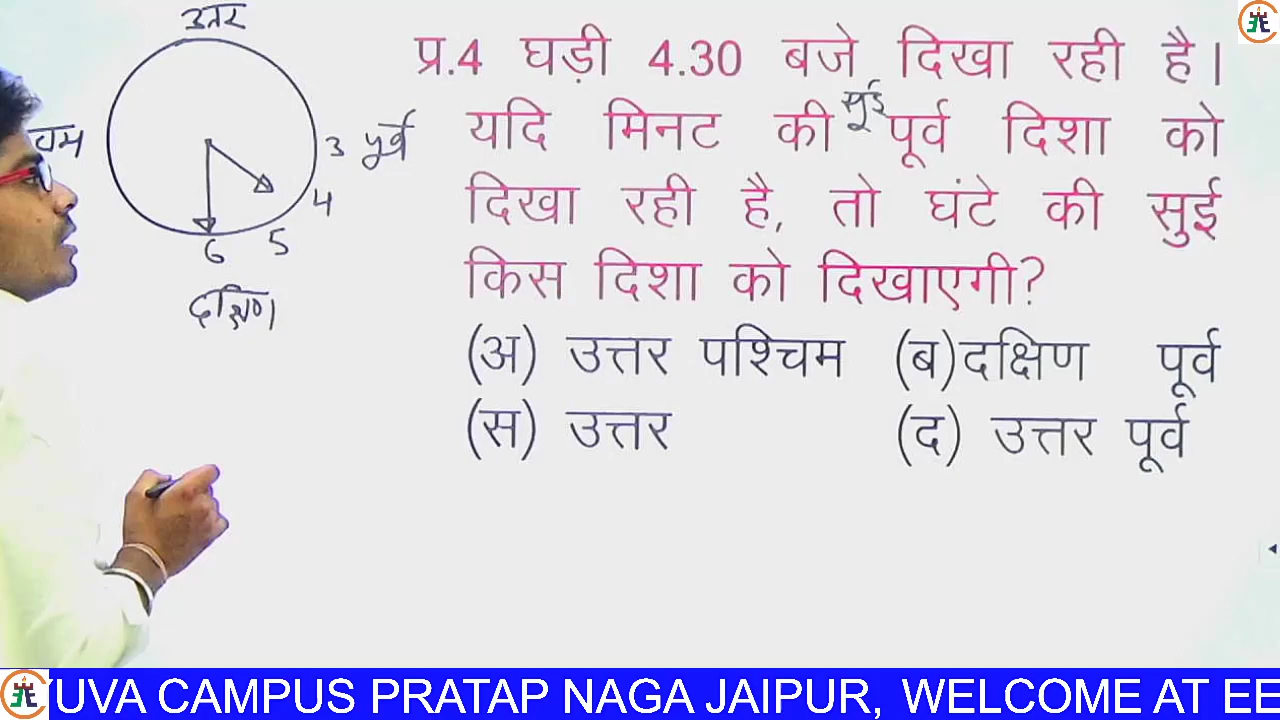 उत्तर
3 पूर्व
4
5
6
दक्षिण
प्र.4 घड़ी 4.30 बजे दिखा रही है।
यदि मिनट की सूई पूर्व दिशा को
दिखा रही है, तो घंटे की सुई
किस दिशा को दिखाएगी?
(अ) उत्तर पश्चिम (ब)दक्षिण पूर्व
(स) उत्तर (द) उत्तर पूर्व
YUVA CAMPUS PRATAP NAGA JAIPUR, WELCOME AT EE